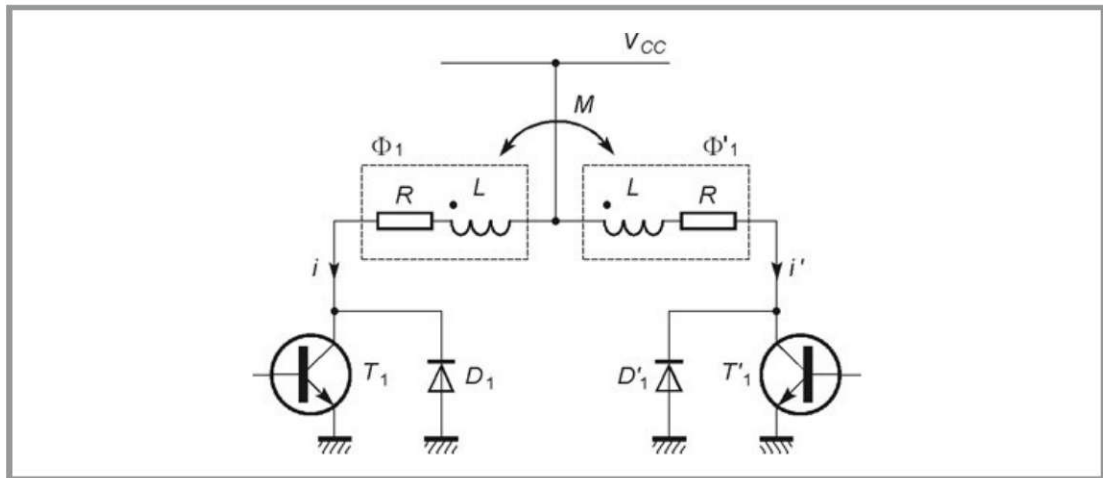 V_CC
M
Φ₁ Φ'₁
R L L R
i i'
T₁ D₁ D'₁ T'₁